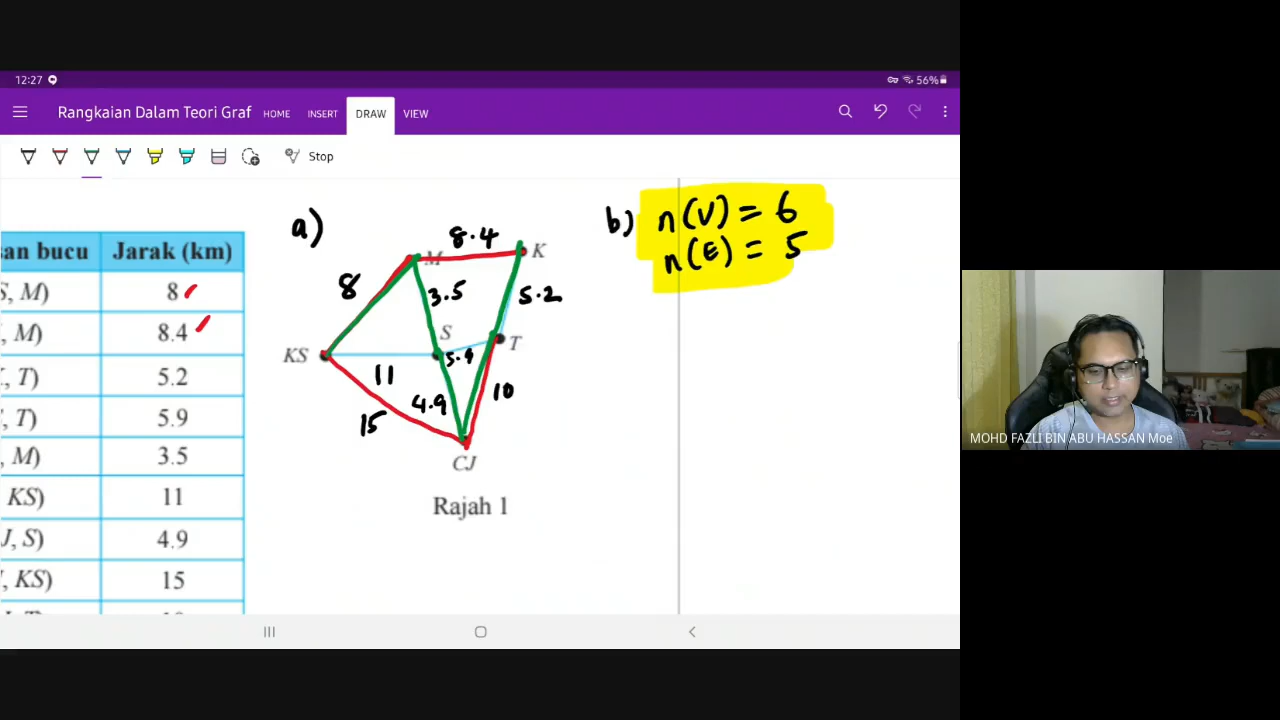 12:27
56%
Rangkaian Dalam Teori Graf HOME INSERT DRAW VIEW
Stop
san bucu Jarak (km)
S, M) 8
, M) 8.4
, T) 5.2
, T) 5.9
, M) 3.5
KS) 11
J, S) 4.9
, KS) 15
a)
8.4
M
K
8
3.5
5.2
S
T
KS
5.9
11
4.9
10
15
CJ
Rajah 1
b) n(V) = 6
n(E) = 5
MOHD FAZLI BIN ABU HASSAN Moe